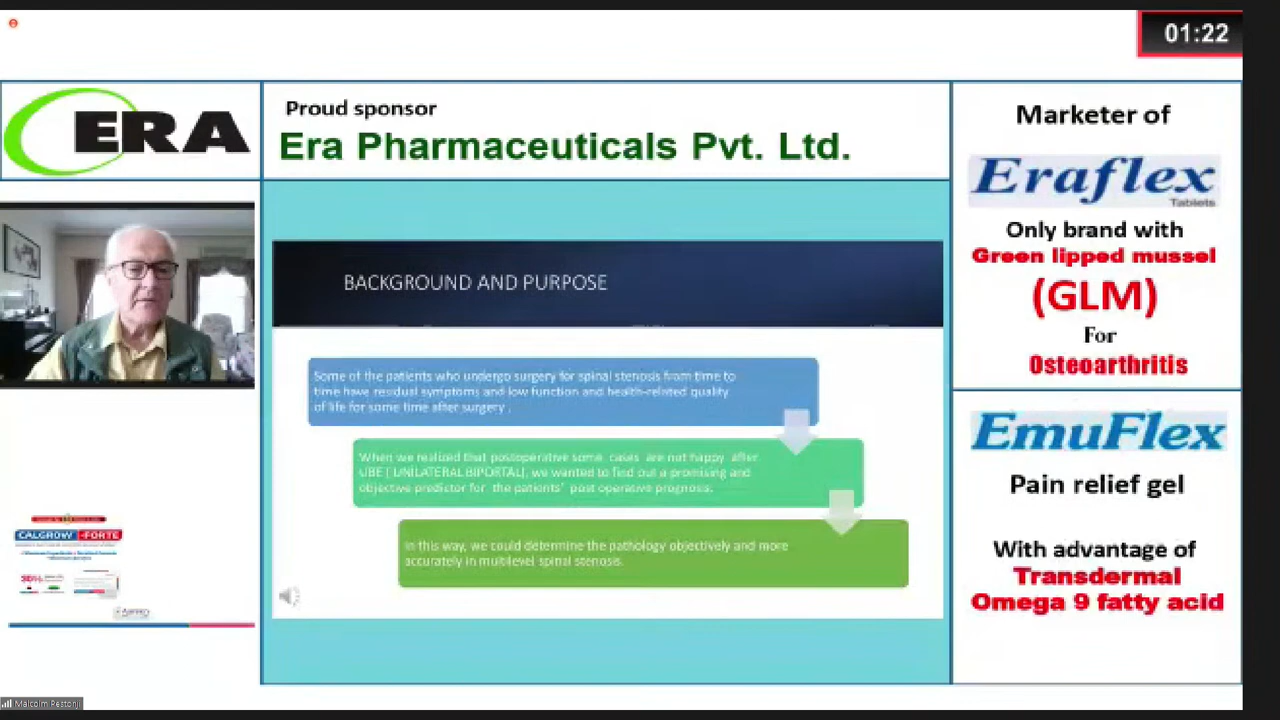 01:22
ERA
Proud sponsor
Era Pharmaceuticals Pvt. Ltd.
Marketer of
Eraflex
Tablets
Only brand with
Green lipped mussel
(GLM)
For
Osteoarthritis
BACKGROUND AND PURPOSE
Some of the patients who undergo surgery for spinal stenosis from time to
time have residual symptoms and low function and health-related quality
of life for some time after surgery .
When we realized that postoperative some cases are not happy after
UBE ( UNILATERAL BIPORTAL), we wanted to find out a promising and
objective predictor for the patients' post operative prognosis.
In this way, we could determine the pathology objectively and more
accurately in multilevel spinal stenosis.
EmuFlex
Pain relief gel
With advantage of
Transdermal
Omega 9 fatty acid
CALGROW -FORTE
Malcolm Pestonji